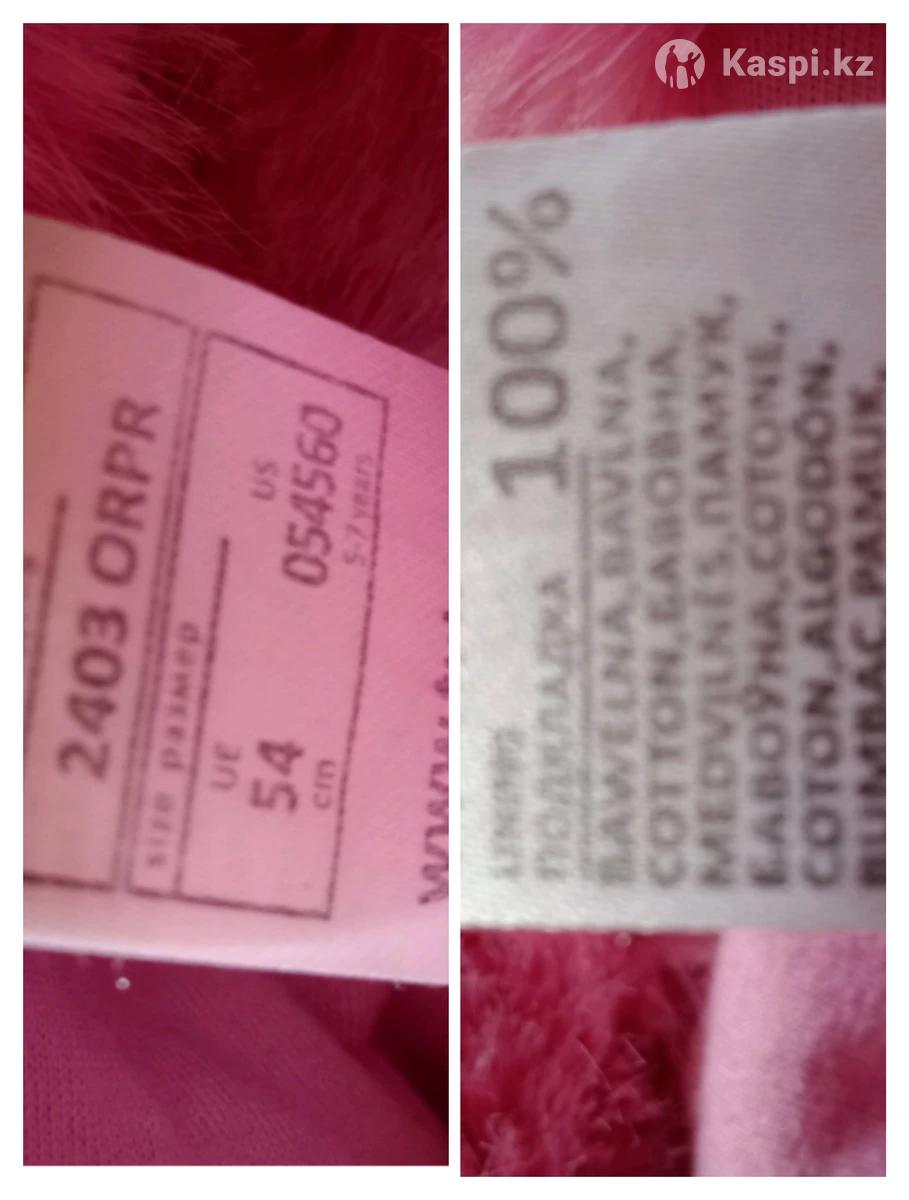 Kaspi.kz
2403 ORPR
size размер
UE
54
cm
US
054560
5-7 years
LINING
ПОДКЛАДКА
100%
BAWEŁNA, BAVLNA,
COTTON, БАВОВНА,
MEDVILNĖS, ПАМУК,
БАВОЎНА, COTONE,
COTON, ALGODÓN,
BUMBAC, PAMUK,